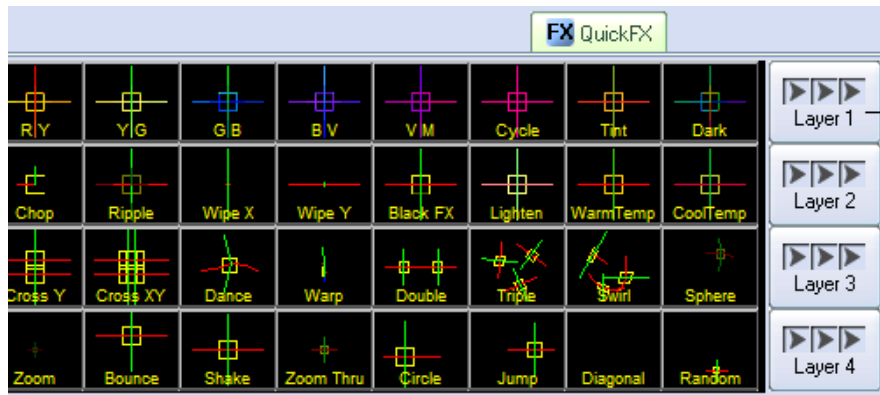 FX QuickFX
R Y Y G G B B V V M Cycle Tint Dark Layer 1
Chop Ripple Wipe X Wipe Y Black FX Lighten WarmTemp CoolTemp Layer 2
Cross Y Cross XY Dance Warp Double Triple Swirl Sphere Layer 3
Zoom Bounce Shake Zoom Thru Circle Jump Diagonal Random Layer 4